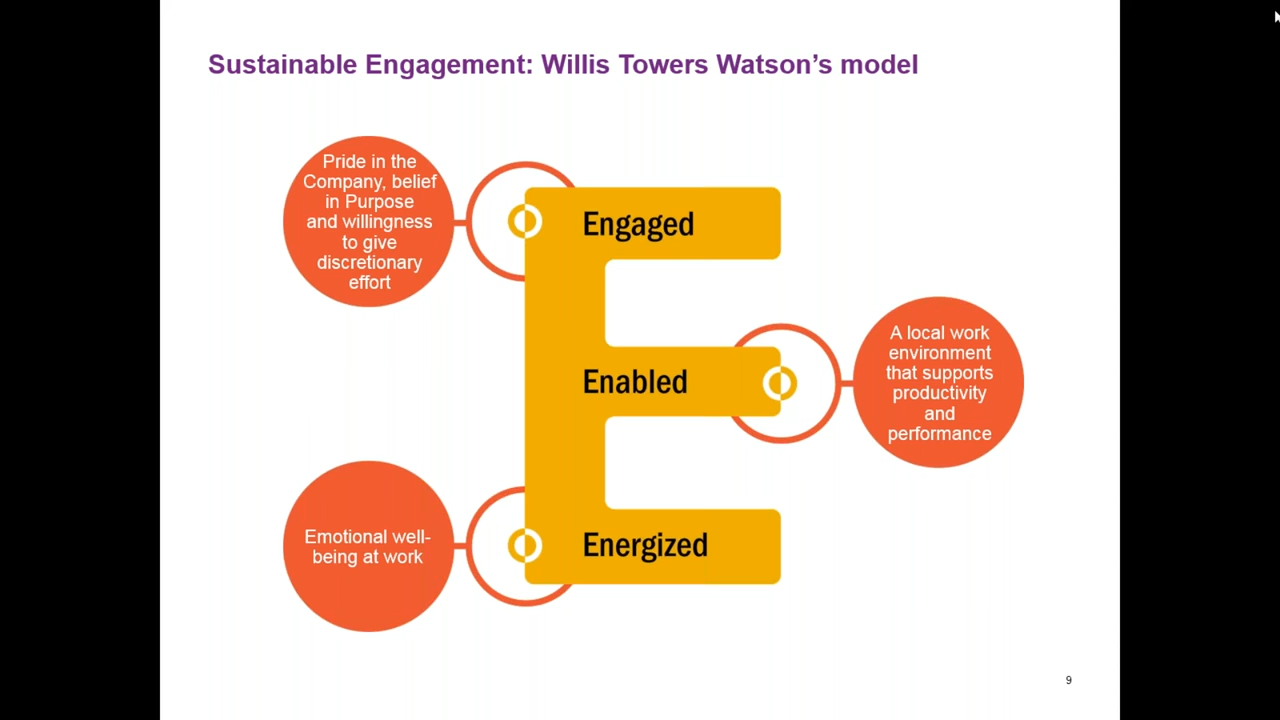 Sustainable Engagement: Willis Towers Watson’s model
Pride in the
Company, belief
in Purpose
and willingness
to give
discretionary
effort
Engaged
A local work
environment
that supports
productivity
and
performance
Enabled
Emotional well-
being at work
Energized
9